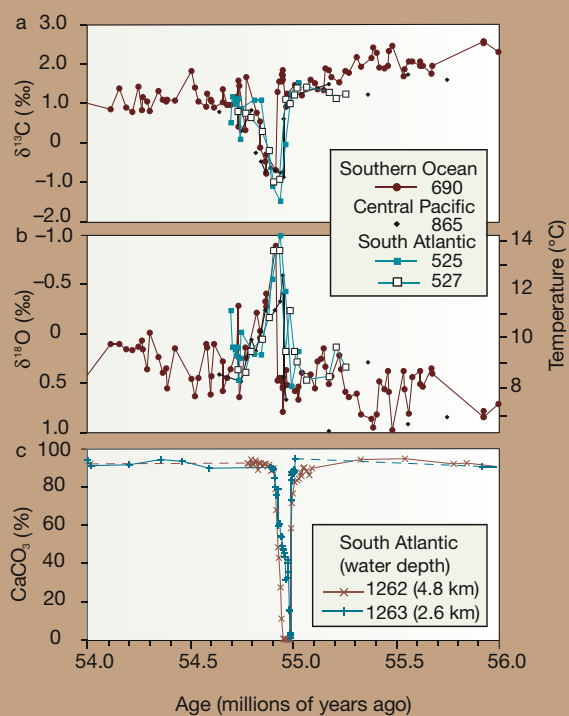 a
3.0
2.0
1.0
0
−1.0
−2.0
δ13C (‰)
Southern Ocean
690
Central Pacific
865
South Atlantic
525
527
b
−1.0
−0.5
0
0.5
1.0
δ18O (‰)
14
12
10
8
Temperature (°C)
c
100
80
60
40
20
0
CaCO3 (%)
South Atlantic
(water depth)
1262 (4.8 km)
1263 (2.6 km)
54.0 54.5 55.0 55.5 56.0
Age (millions of years ago)